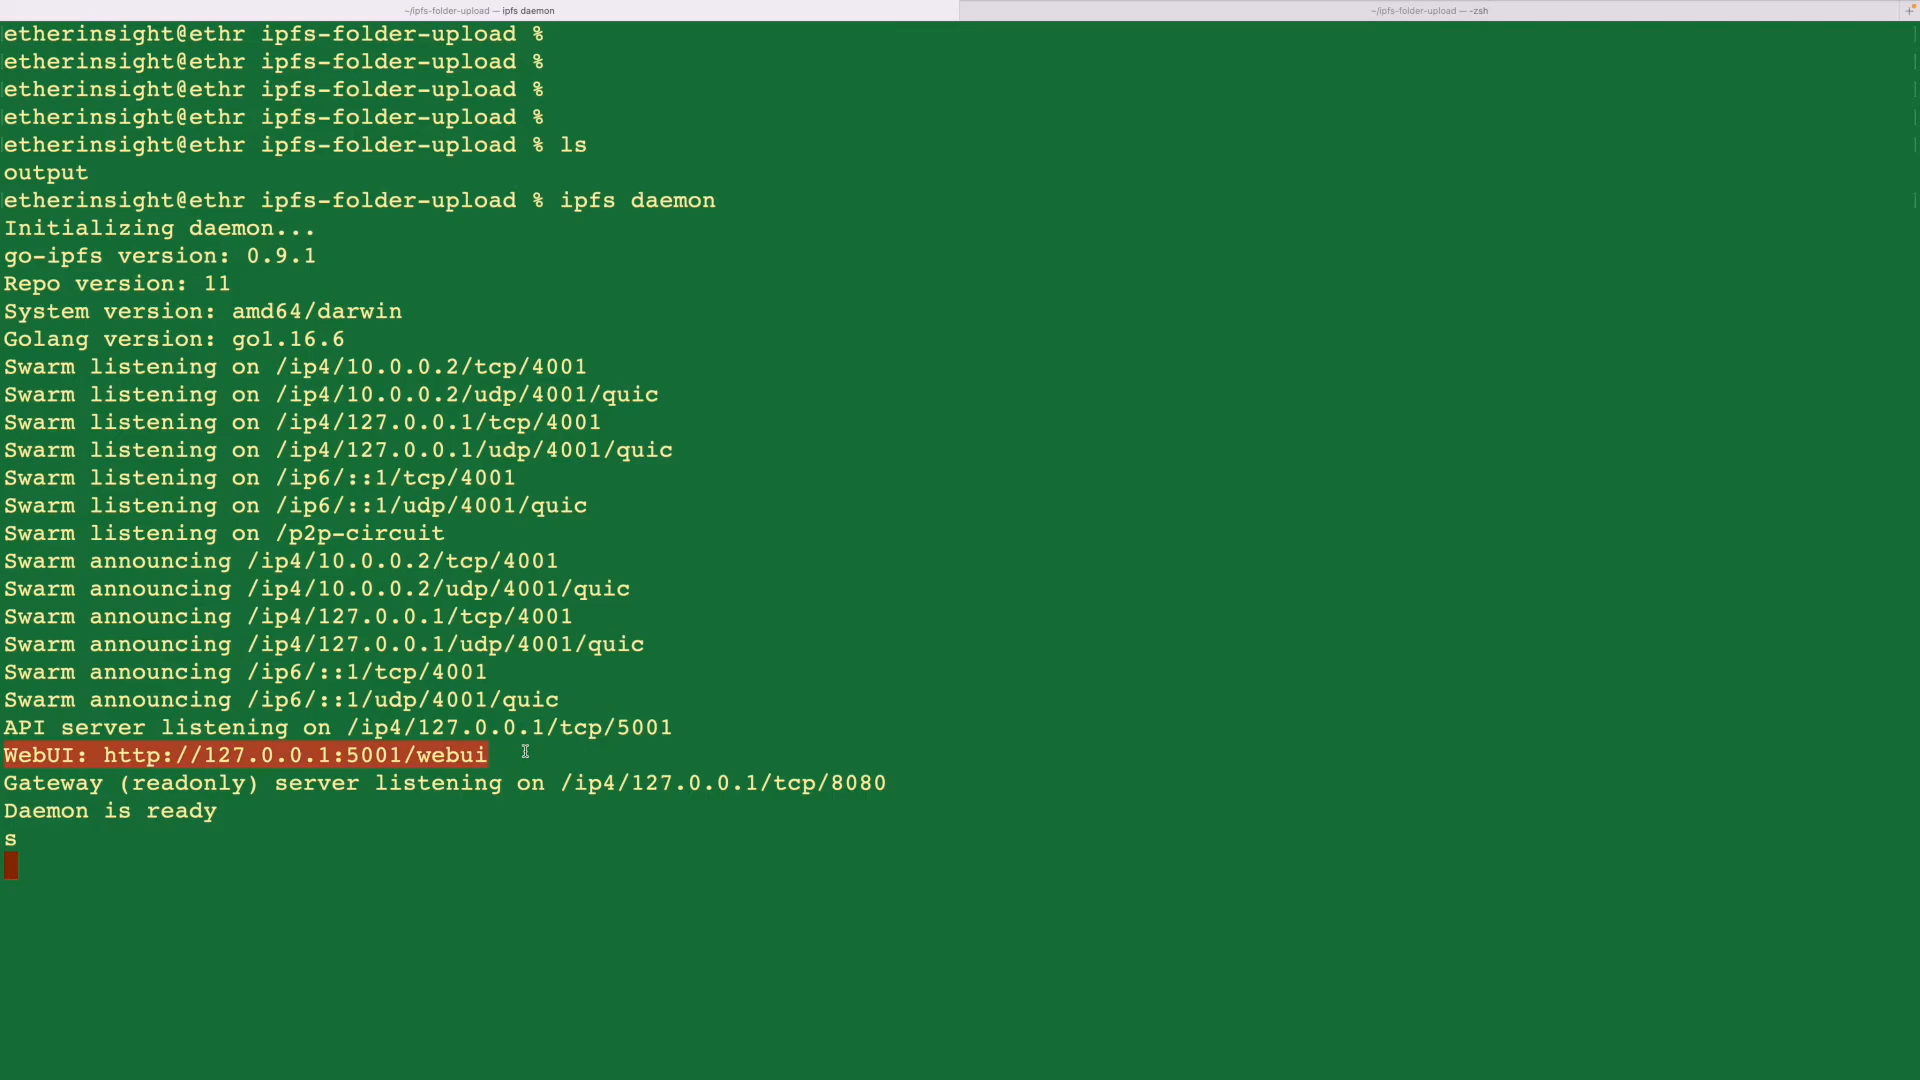 ~/ipfs-folder-upload — ipfs daemon
~/ipfs-folder-upload — -zsh
+
etherinsight@ethr ipfs-folder-upload %
etherinsight@ethr ipfs-folder-upload %
etherinsight@ethr ipfs-folder-upload %
etherinsight@ethr ipfs-folder-upload %
etherinsight@ethr ipfs-folder-upload % ls
output
etherinsight@ethr ipfs-folder-upload % ipfs daemon
Initializing daemon...
go-ipfs version: 0.9.1
Repo version: 11
System version: amd64/darwin
Golang version: go1.16.6
Swarm listening on /ip4/10.0.0.2/tcp/4001
Swarm listening on /ip4/10.0.0.2/udp/4001/quic
Swarm listening on /ip4/127.0.0.1/tcp/4001
Swarm listening on /ip4/127.0.0.1/udp/4001/quic
Swarm listening on /ip6/::1/tcp/4001
Swarm listening on /ip6/::1/udp/4001/quic
Swarm listening on /p2p-circuit
Swarm announcing /ip4/10.0.0.2/tcp/4001
Swarm announcing /ip4/10.0.0.2/udp/4001/quic
Swarm announcing /ip4/127.0.0.1/tcp/4001
Swarm announcing /ip4/127.0.0.1/udp/4001/quic
Swarm announcing /ip6/::1/tcp/4001
Swarm announcing /ip6/::1/udp/4001/quic
API server listening on /ip4/127.0.0.1/tcp/5001
WebUI: http://127.0.0.1:5001/webui
Gateway (readonly) server listening on /ip4/127.0.0.1/tcp/8080
Daemon is ready
s